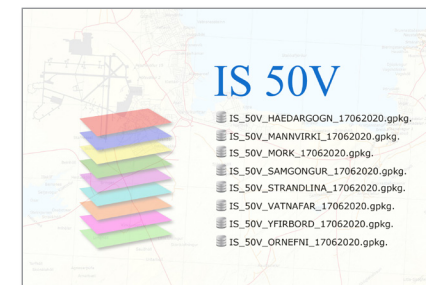 IS 50V
IS_50V_HAEDARGOGN_17062020.gpkg.
IS_50V_MANNVIRKI_17062020.gpkg.
IS_50V_MORK_17062020.gpkg.
IS_50V_SAMGONGUR_17062020.gpkg.
IS_50V_STRANDLINA_17062020.gpkg.
IS_50V_VATNAFAR_17062020.gpkg.
IS_50V_YFIRBORD_17062020.gpkg.
IS_50V_ORNEFNI_17062020.gpkg.